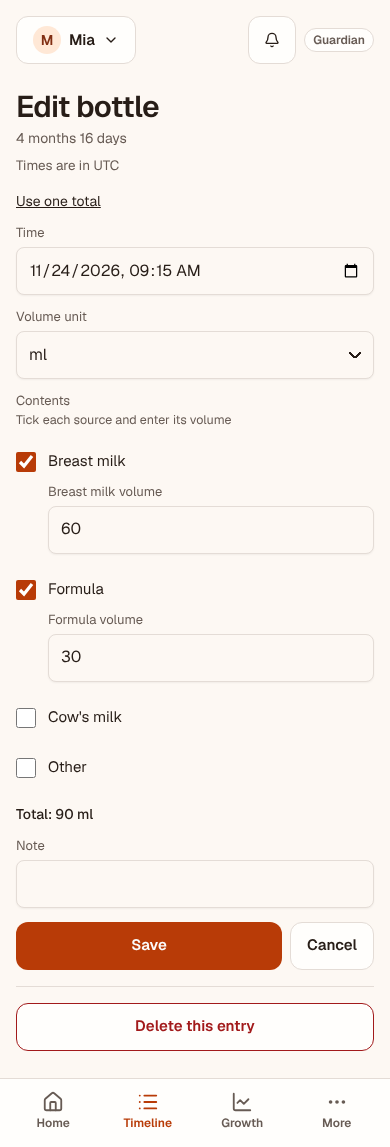 M Mia
Guardian
Edit bottle
4 months 16 days
Times are in UTC
Use one total
Time
11/24/2026, 09:15 AM
Volume unit
ml
Contents
Tick each source and enter its volume
Breast milk
Breast milk volume
60
Formula
Formula volume
30
Cow's milk
Other
Total: 90 ml
Note
Save Cancel
Delete this entry
Home Timeline Growth More